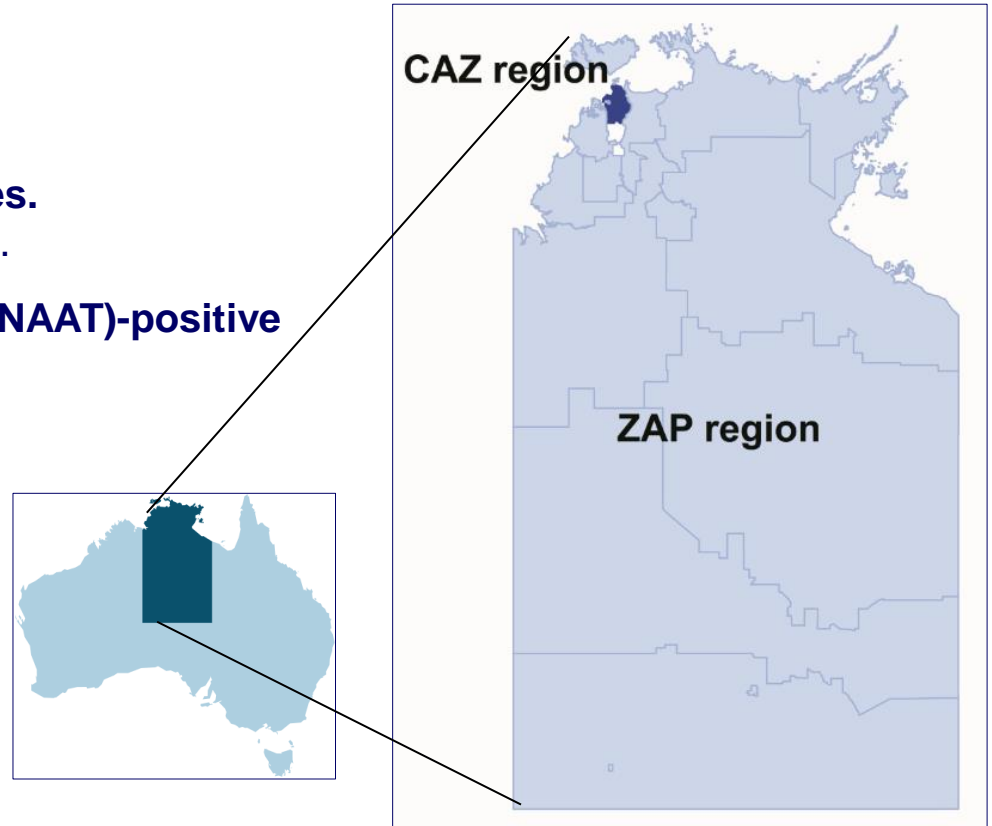 CAZ region
es.
.
NAAT)-positive
ZAP region